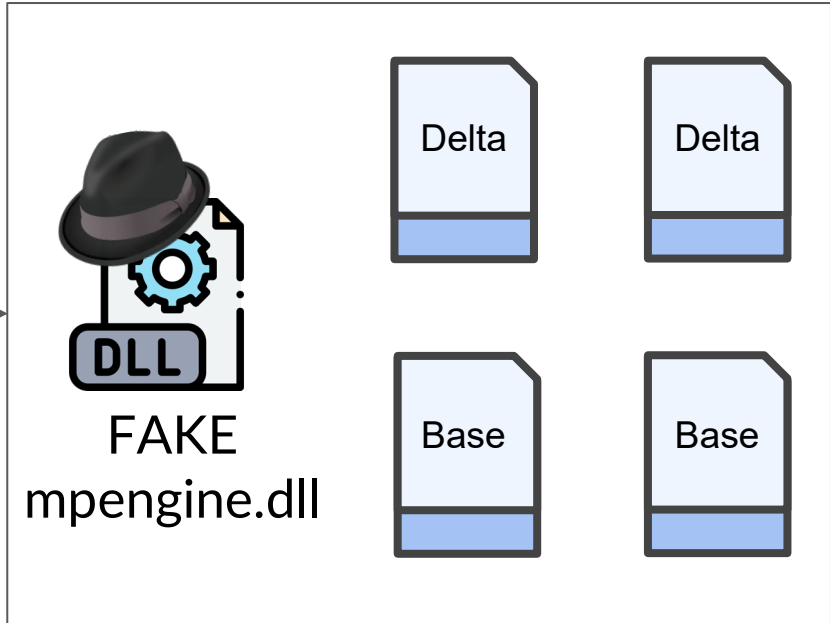 Delta
Delta
DLL
FAKE
mpengine.dll
Base
Base